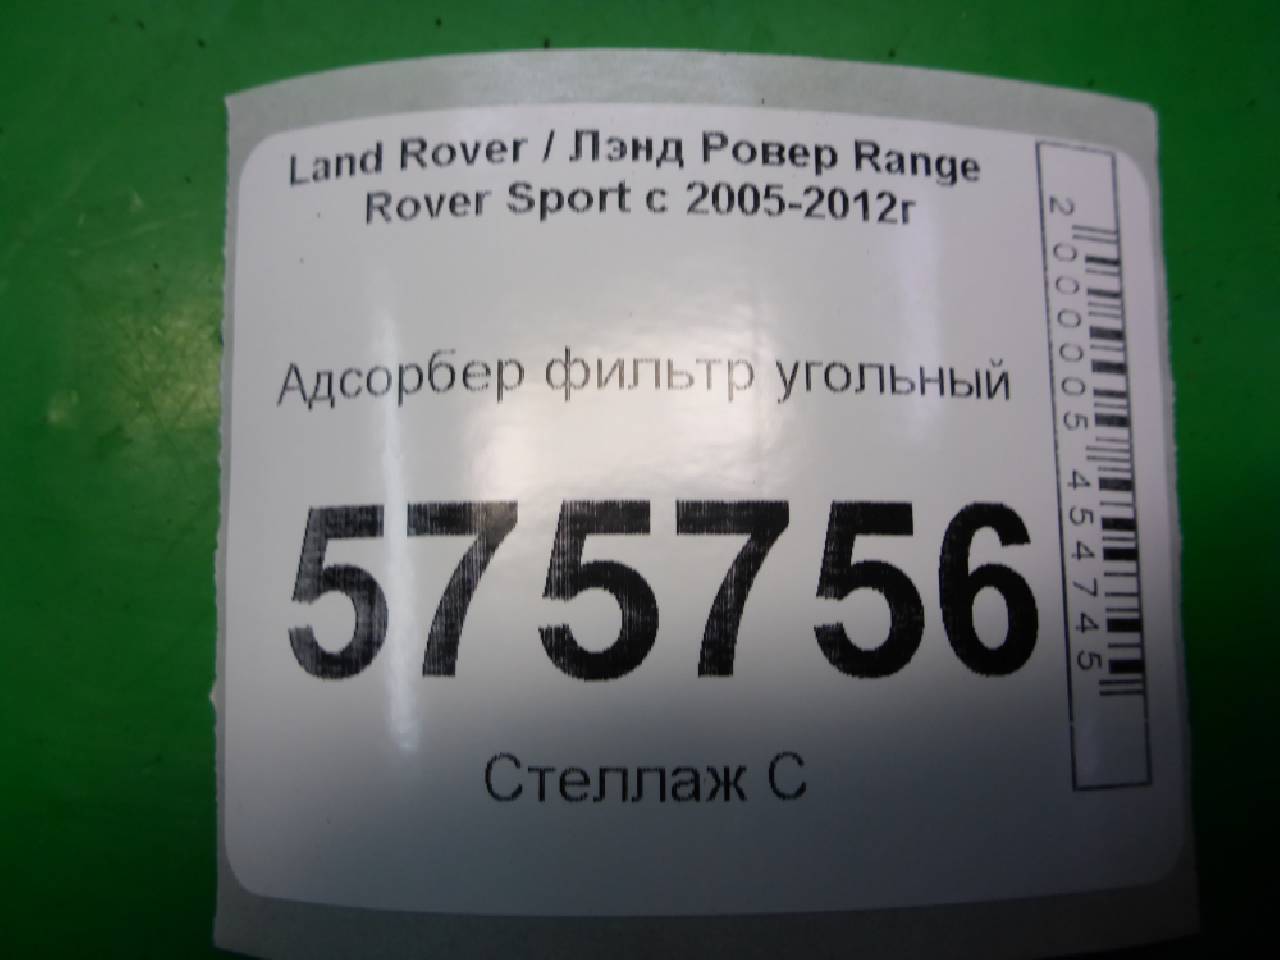 Land Rover / Лэнд Ровер Range
Rover Sport с 2005-2012г
Адсорбер фильтр угольный
575756
Стеллаж С
2000005454745